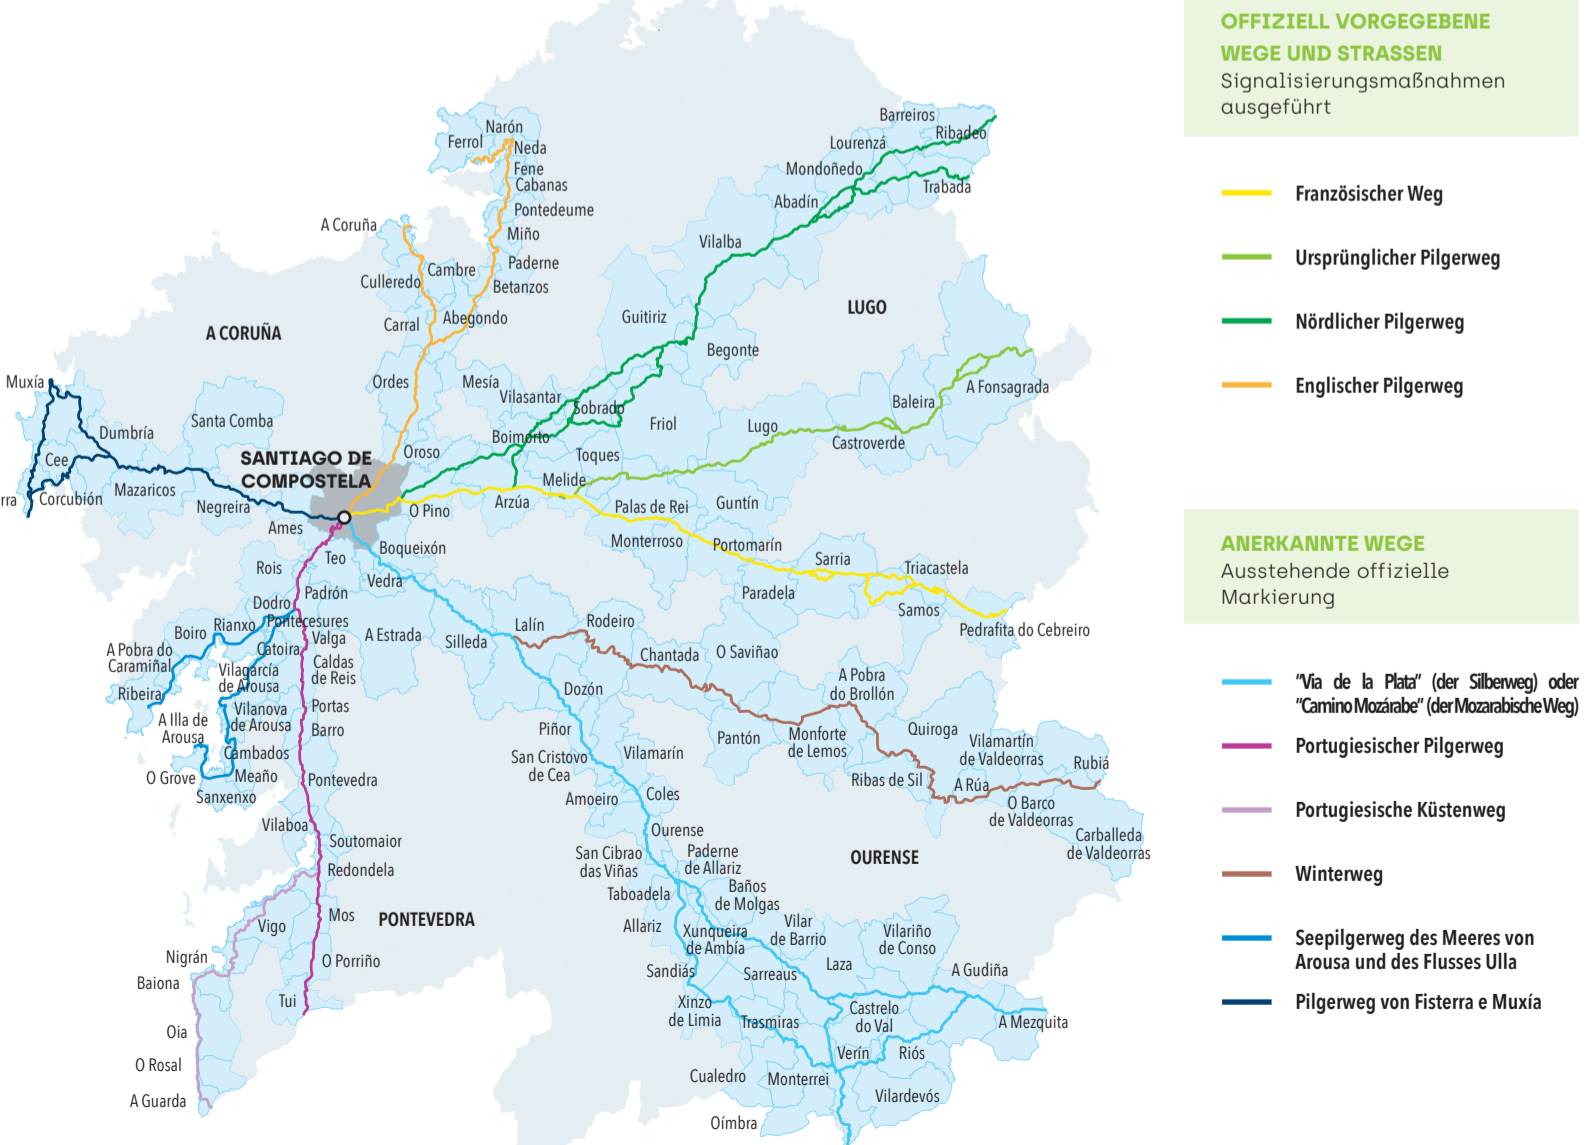 OFFIZIELL VORGEGEBENE
WEGE UND STRASSEN
Signalisierungsmaßnahmen
ausgeführt
Französischer Weg
Ursprünglicher Pilgerweg
Nördlicher Pilgerweg
Englischer Pilgerweg
ANERKANNTE WEGE
Ausstehende offizielle
Markierung
“Via de la Plata” (der Silberweg) oder
“Camino Mozárabe” (der Mozarabische Weg)
Portugiesischer Pilgerweg
Portugiesische Küstenweg
Winterweg
Seepilgerweg des Meeres von
Arousa und des Flusses Ulla
Pilgerweg von Fisterra e Muxía
Barreiros
Narón
Ribadeo
Ferrol
Neda
Lourenzá
Fene
Mondoñedo
Cabanas
Trabada
Abadín
Pontedeume
A Coruña
Miño
Vilalba
Paderne
Cambre
Culleredo
Betanzos
LUGO
Guitiriz
Abegondo
Carral
A CORUÑA
Begonte
Muxía
Ordes
Mesía
A Fonsagrada
Vilasantar
Baleira
Sobrado
Santa Comba
Friol
Lugo
Dumbría
Boimorto
Castroverde
Oroso
Toques
SANTIAGO DE
COMPOSTELA
Cee
Melide
Mazaricos
rra
Corcubión
Arzúa
Guntín
Negreira
Palas de Rei
O Pino
Ames
Monterroso
Portomarín
Boqueixón
Teo
Sarria
Rois
Triacastela
Vedra
Padrón
Paradela
Dodro
Samos
Pontecesures
Rianxo
Lalín
Rodeiro
Pedrafita do Cebreiro
Boiro
Valga
A Estrada
Silleda
A Pobra do
Caramiñal
Catoira
Chantada
O Saviñao
Caldas
de Reis
Vilagarcía
de Arousa
A Pobra
do Brollón
Ribeira
Dozón
Portas
Vilanova
de Arousa
A Illa de
Arousa
Barro
Piñor
Quiroga
Pantón
Monforte
de Lemos
Vilamartín
de Valdeorras
Cambados
San Cristovo
de Cea
Vilamarín
Rubiá
O Grove
Meaño
Pontevedra
Ribas de Sil
A Rúa
Sanxenxo
Amoeiro
Coles
O Barco
de Valdeorras
Vilaboa
Ourense
Soutomaior
Carballeda
de Valdeorras
San Cibrao
das Viñas
Paderne
de Allariz
OURENSE
Redondela
Taboadela
Baños
de Molgas
Mos
PONTEVEDRA
Vigo
Allariz
Xunqueira
de Ambía
Vilar
de Barrio
Vilariño
de Conso
Nigrán
O Porriño
Laza
Sandiás
Sarreaus
A Gudiña
Baiona
Tui
Xinzo
de Limia
Castrelo
do Val
Trasmiras
A Mezquita
Oia
Verín
Riós
O Rosal
Cualedro
Monterrei
Vilardevós
A Guarda
Oímbra